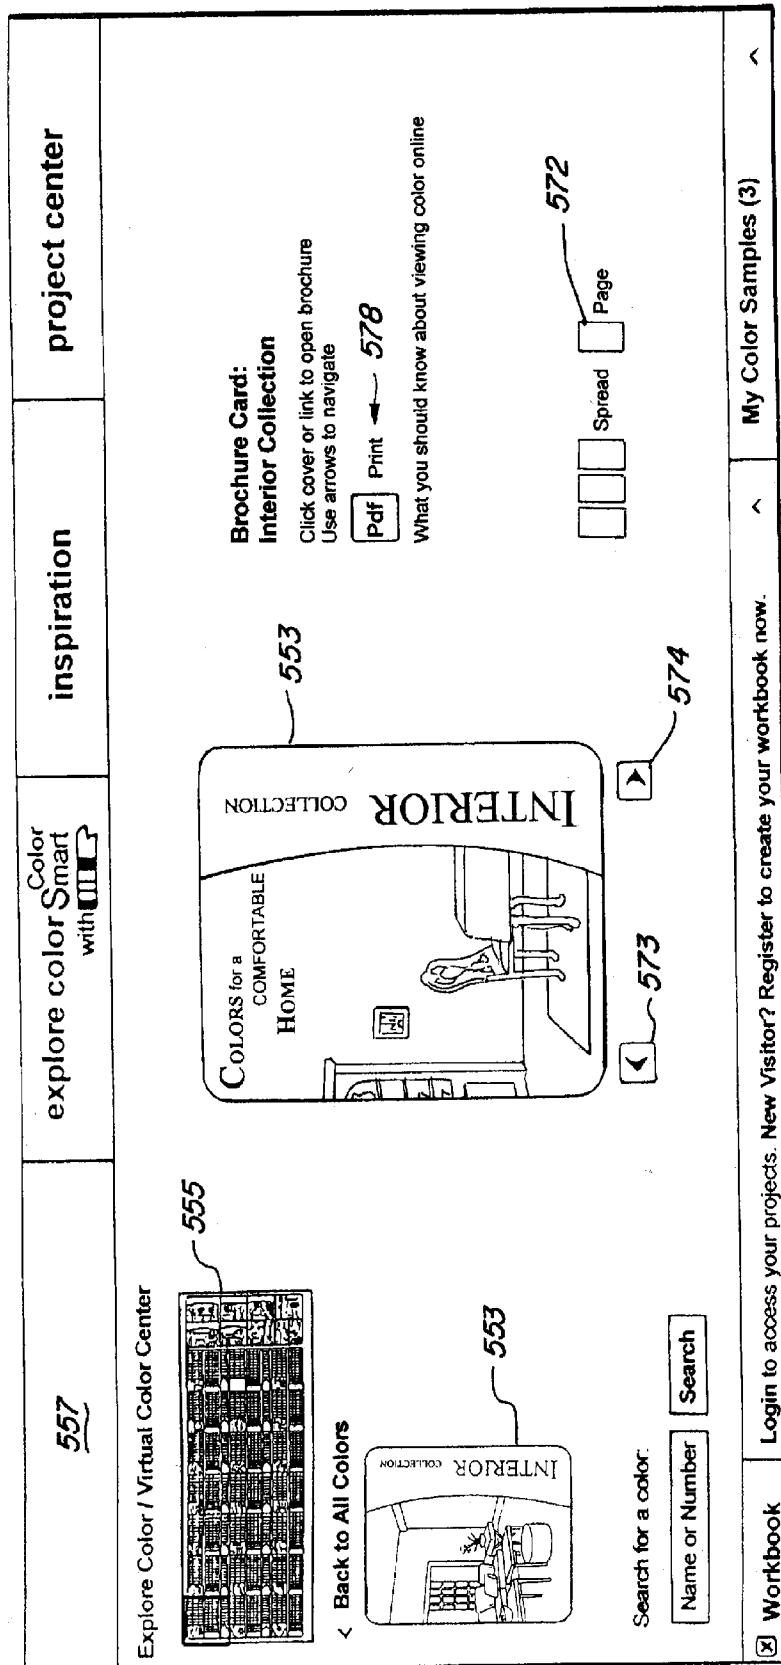 557
explore color
Color
Smart
with
inspiration
project center
Explore Color / Virtual Color Center
555
< Back to All Colors
INTERIOR
COLLECTION
553
Search for a color:
Name or Number
Search
COLORS for a
COMFORTABLE
HOME
INTERIOR
COLLECTION
553
573
574
Brochure Card:
Interior Collection
Click cover or link to open brochure
Use arrows to navigate
Pdf Print 578
What you should know about viewing color online
Spread
Page
572
x Workbook
Login to access your projects. New Visitor? Register to create your workbook now. ^
My Color Samples (3) ^